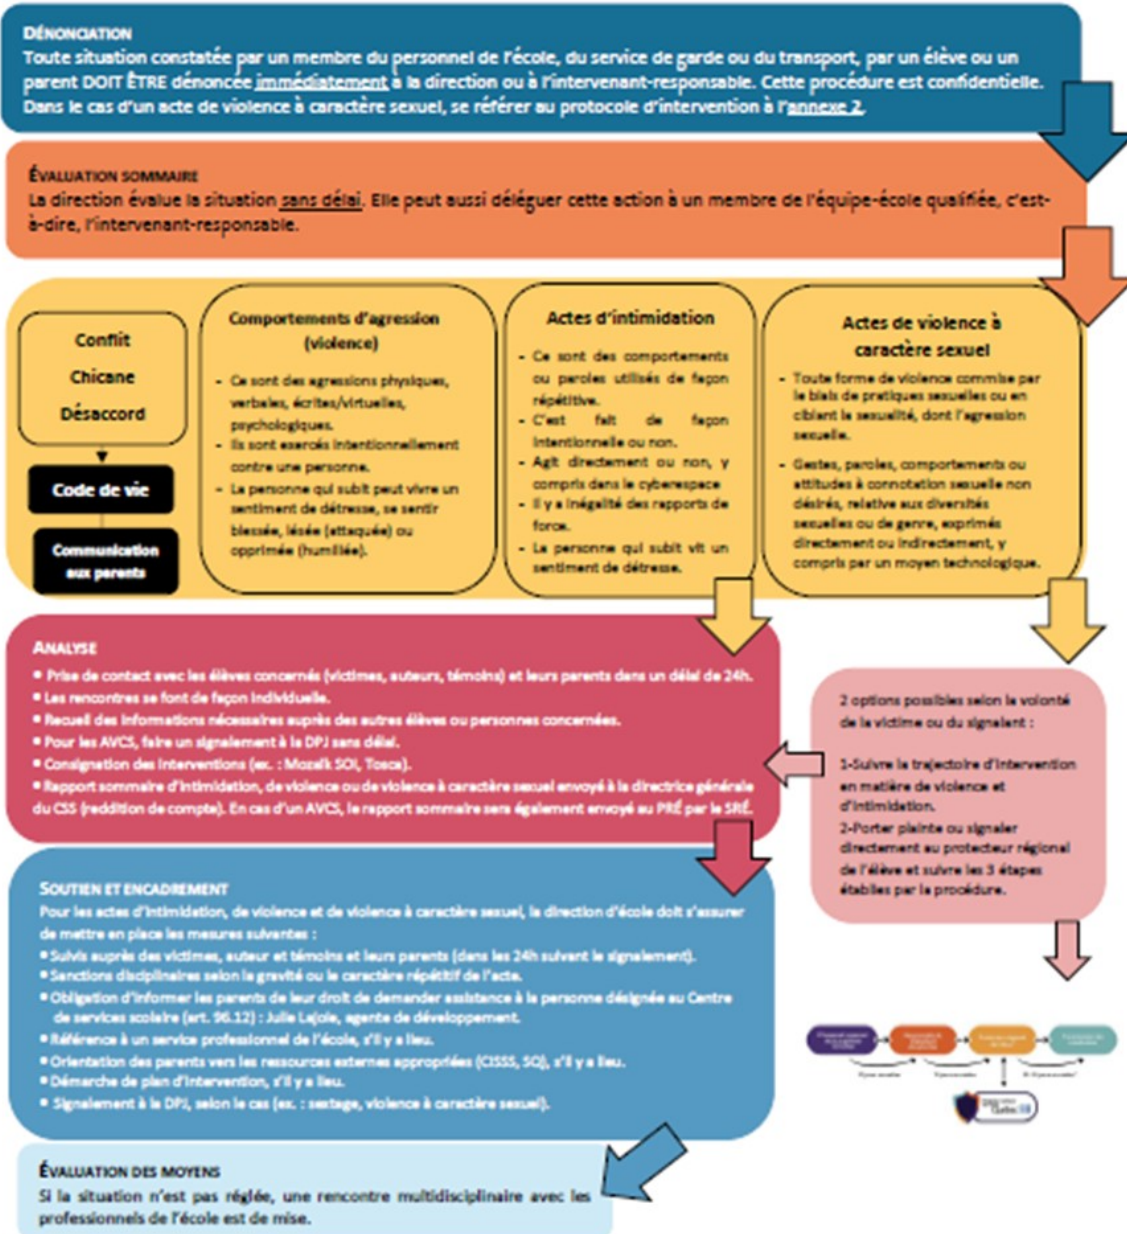 DÉNONCIATION
Toute situation constatée par un membre du personnel de l'école, du service de garde ou du transport, par un élève ou un
parent DOIT ÊTRE dénoncée immédiatement à la direction ou à l'intervenant-responsable. Cette procédure est confidentielle.
Dans le cas d'un acte de violence à caractère sexuel, se référer au protocole d'intervention à l'annexe 2.
ÉVALUATION SOMMAIRE
La direction évalue la situation sans délai. Elle peut aussi déléguer cette action à un membre de l'équipe-école qualifiée, c'est-
à-dire, l'intervenant-responsable.
Conflit
Chicane
Désaccord
Code de vie
Communication
aux parents
Comportements d'agression
(violence)
- Ce sont des agressions physiques,
verbales, écrites/virtuelles,
psychologiques.
- Ils sont exercés intentionnellement
contre une personne.
- La personne qui subit peut vivre un
sentiment de détresse, se sentir
blessée, lésée (attaquée) ou
opprimée (humiliée).
Actes d'intimidation
- Ce sont des comportements
ou paroles utilisés de façon
répétitive.
- C'est fait de façon
intentionnelle ou non.
- Agit directement ou non, y
compris dans le cyberespace
- Il y a inégalité des rapports de
force.
- La personne qui subit vit un
sentiment de détresse.
Actes de violence à
caractère sexuel
- Toute forme de violence commise par
le biais de pratiques sexuelles ou en
ciblant la sexualité, dont l'agression
sexuelle.
- Gestes, paroles, comportements ou
attitudes à connotation sexuelle non
désirés, relative aux diversités
sexuelles ou de genre, exprimés
directement ou indirectement, y
compris par un moyen technologique.
ANALYSE
▪ Prise de contact avec les élèves concernés (victimes, auteurs, témoins) et leurs parents dans un délai de 24h.
▪ Les rencontres se font de façon individuelle.
▪ Recueil des informations nécessaires auprès des autres élèves ou personnes concernées.
▪ Pour les AVCS, faire un signalement à la DPJ sans délai.
▪ Consignation des interventions (ex. : Mozaïk SOI, Tosca).
▪ Rapport sommaire d'intimidation, de violence ou de violence à caractère sexuel envoyé à la directrice générale
du CSS (reddition de compte). En cas d'un AVCS, le rapport sommaire sera également envoyé au PRÉ par le SRÉ.
2 options possibles selon la volonté
de la victime ou du signalant :
1-Suivre la trajectoire d'intervention
en matière de violence et
d'intimidation.
2-Porter plainte ou signaler
directement au protecteur régional
de l'élève et suivre les 3 étapes
établies par la procédure.
SOUTIEN ET ENCADREMENT
Pour les actes d'intimidation, de violence et de violence à caractère sexuel, la direction d'école doit s'assurer
de mettre en place les mesures suivantes :
▪ Suivis auprès des victimes, auteur et témoins et leurs parents (dans les 24h suivant le signalement).
▪ Sanctions disciplinaires selon la gravité ou le caractère répétitif de l'acte.
▪ Obligation d'informer les parents de leur droit de demander assistance à la personne désignée au Centre
de services scolaire (art. 96.12) : Julie Lajoie, agente de développement.
▪ Référence à un service professionnel de l'école, s'il y a lieu.
▪ Orientation des parents vers les ressources externes appropriées (CISSS, SQ), s'il y a lieu.
▪ Démarche de plan d'intervention, s'il y a lieu.
▪ Signalement à la DPJ, selon le cas (ex. : sextage, violence à caractère sexuel).
Québec
ÉVALUATION DES MOYENS
Si la situation n'est pas réglée, une rencontre multidisciplinaire avec les
professionnels de l'école est de mise.